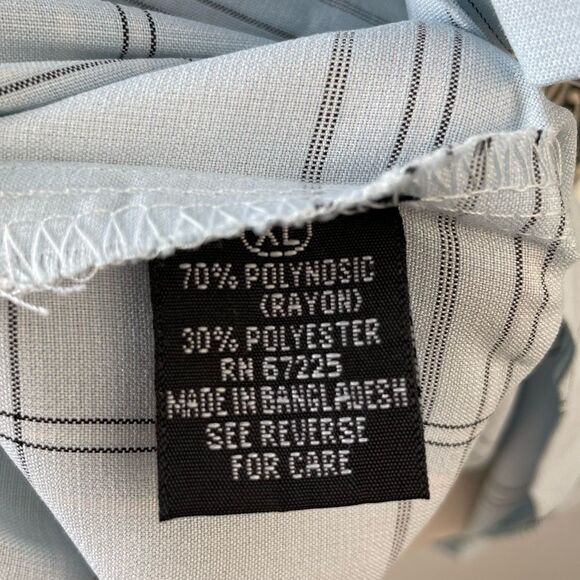 XL
70% POLYNOSIC
(RAYON)
30% POLYESTER
RN 67225
MADE IN BANGLADESH
SEE REVERSE
FOR CARE